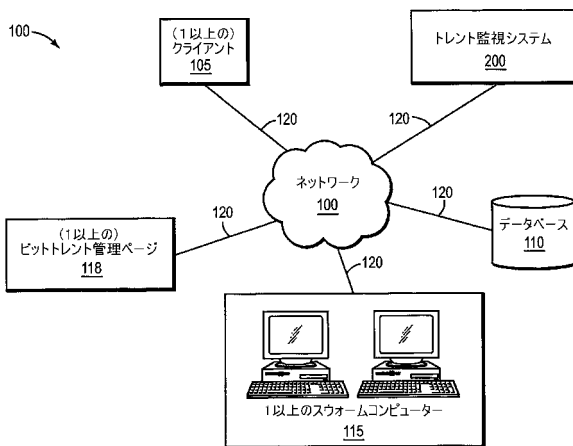 100
(1以上の)
クライアント
105
トレント監視システム
200
120
120
ネットワーク
100
120
データベース
110
(1以上の)
ビットトレント管理ページ
118
120
120
1以上のスウォームコンピューター
115